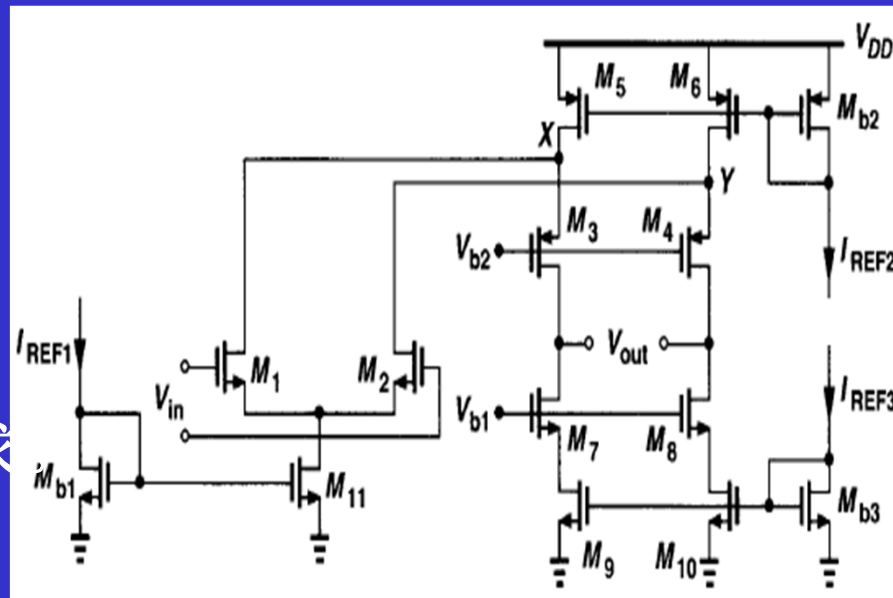 V_DD
M_5
M_6
M_b2
X
Y
M_3
M_4
V_b2
I_REF2
I_REF1
M_1
M_2
V_out
V_in
V_b1
I_REF3
M_7
M_8
M_b1
M_11
M_b3
M_9
M_10